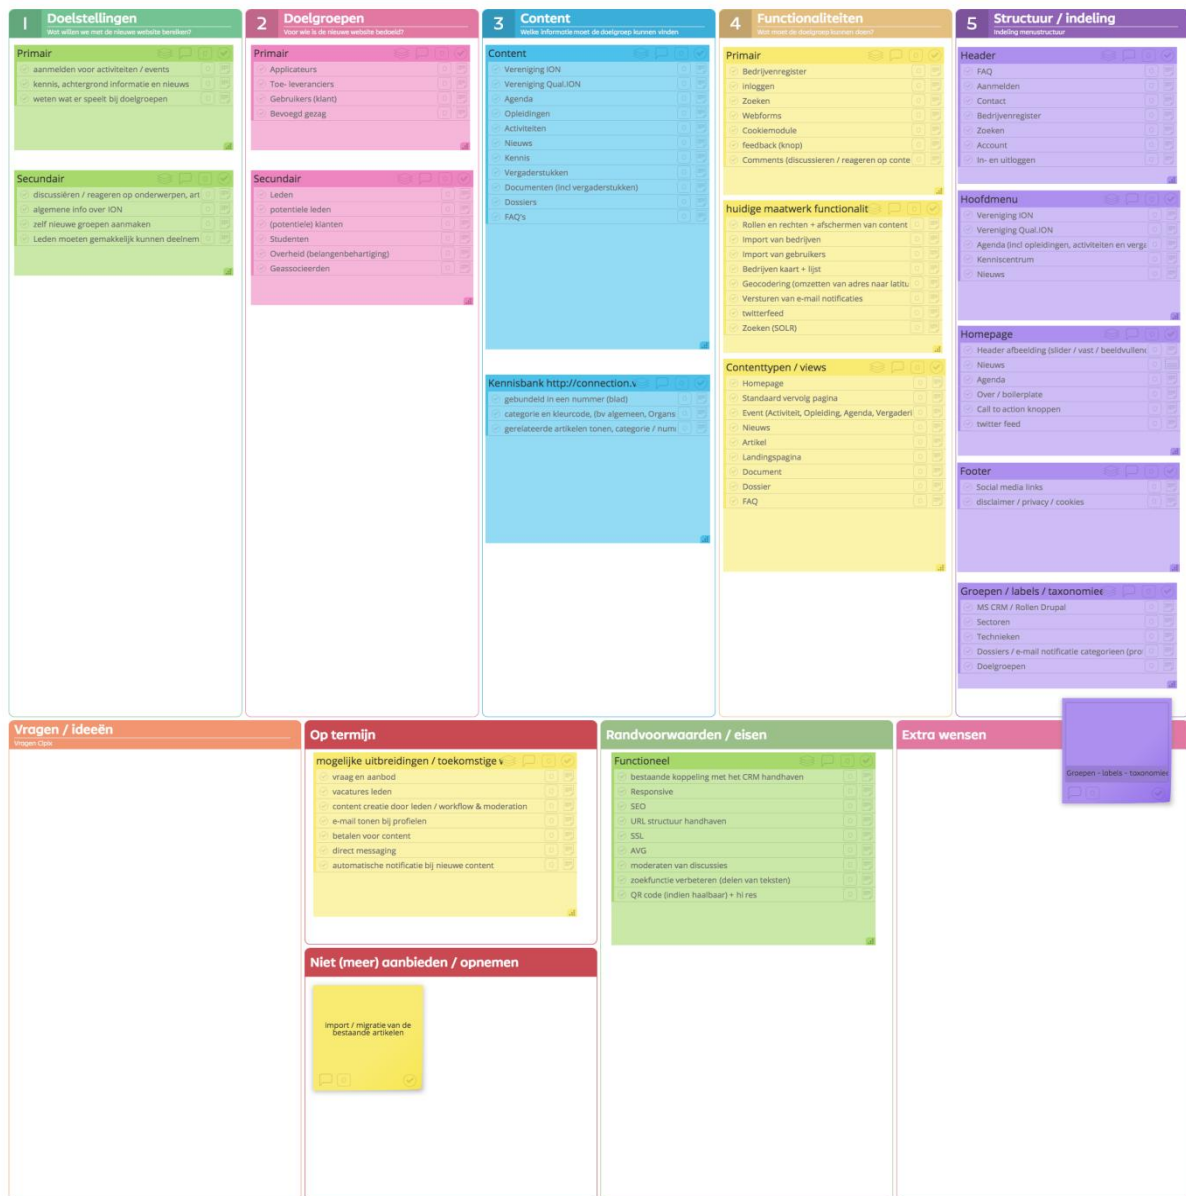 1 Doelstellingen
Wat willen we met de nieuwe website bereiken?
Primair
aanmelden voor activiteiten / events
kennis, achtergrond informatie en nieuws
weten wat er speelt bij doelgroepen
Secundair
discussiëren / reageren op onderwerpen, art
algemene info over ION
zelf nieuwe groepen aanmaken
Leden moeten gemakkelijk kunnen deelnem
2 Doelgroepen
Voor wie is de nieuwe website bedoeld?
Primair
Applicateurs
Toe- leveranciers
Gebruikers (klant)
Bevoegd gezag
Secundair
Leden
potentiele leden
(potentiele) klanten
Studenten
Overheid (belangenbehartiging)
Geassocieerden
3 Content
Welke informatie moet de doelgroep kunnen vinden
Content
Vereniging ION
Vereniging Qual.ION
Agenda
Opleidingen
Activiteiten
Nieuws
Kennis
Vergaderstukken
Documenten (incl vergaderstukken)
Dossiers
FAQ's
Kennisbank http://connection.v
gebundeld in een nummer (blad)
categorie en kleurcode, (bv algemeen, Organs
gerelateerde artikelen tonen, categorie / num
4 Functionaliteiten
Wat moet de doelgroep kunnen doen?
Primair
Bedrijvenregister
inloggen
Zoeken
Webforms
Cookiemodule
feedback (knop)
Comments (discussieren / reageren op conte
huidige maatwerk functionalit
Rollen en rechten + afschermen van content
Import van bedrijven
Import van gebruikers
Bedrijven kaart + lijst
Geocodering (omzetten van adres naar latitu
Versturen van e-mail notificaties
twitterfeed
Zoeken (SOLR)
Contenttypen / views
Homepage
Standaard vervolg pagina
Event (Activiteit, Opleiding, Agenda, Vergaderi
Nieuws
Artikel
Landingspagina
Document
Dossier
FAQ
5 Structuur / indeling
Indeling menustructuur
Header
FAQ
Aanmelden
Contact
Bedrijvenregister
Zoeken
Account
In- en uitloggen
Hoofdmenu
Vereniging ION
Vereniging Qual.ION
Agenda (incl opleidingen, activiteiten en verga
Kenniscentrum
Nieuws
Homepage
Header afbeelding (slider / vast / beeldvullend
Nieuws
Agenda
Over / boilerplate
Call to action knoppen
twitter feed
Footer
Social media links
disclaimer / privacy / cookies
Groepen / labels / taxonomieë
MS CRM / Rollen Drupal
Sectoren
Technieken
Dossiers / e-mail notificatie categorieen (pro
Doelgroepen
Vragen / ideeën
Vragen Cipix
Op termijn
mogelijke uitbreidingen / toekomstige v
vraag en aanbod
vacatures leden
content creatie door leden / workflow & moderation
e-mail tonen bij profielen
betalen voor content
direct messaging
automatische notificatie bij nieuwe content
Niet (meer) aanbieden / opnemen
Import / migratie van de
bestaande artikelen
Randvoorwaarden / eisen
Functioneel
bestaande koppeling met het CRM handhaven
Responsive
SEO
URL structuur handhaven
SSL
AVG
moderaten van discussies
zoekfunctie verbeteren (delen van teksten)
QR code (indien haalbaar) + hi res
Extra wensen
Groepen - labels - taxonomieë